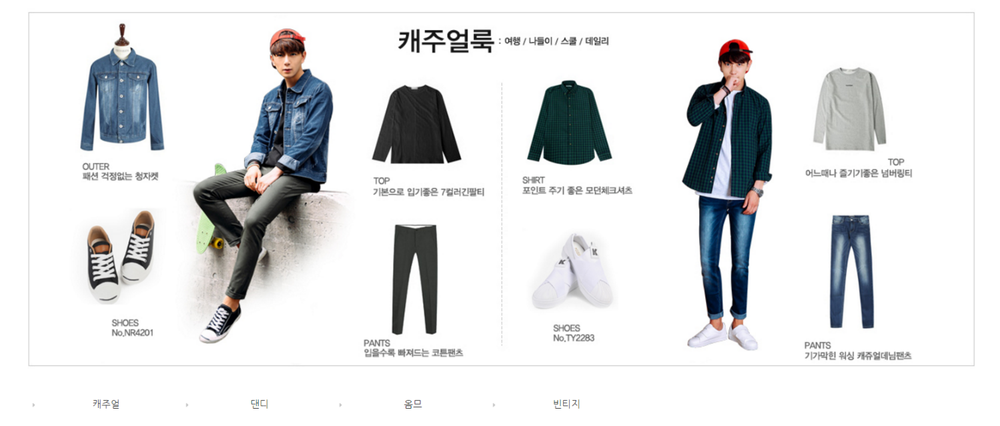 캐주얼룩 : 여행 / 나들이 / 스쿨 / 데일리
OUTER
패션 걱정없는 청자켓
SHOES
No.NR4201
TOP
기본으로 입기좋은 7컬러긴팔티
PANTS
입을수록 빠져드는 코튼팬츠
SHIRT
포인트 주기 좋은 모던체크셔츠
K
K
SHOES
No.TY2283
TOP
어느때나 즐기기좋은 넘버링티
PANTS
기가막힌 워싱 캐쥬얼데님팬츠
캐주얼
댄디
옴므
빈티지